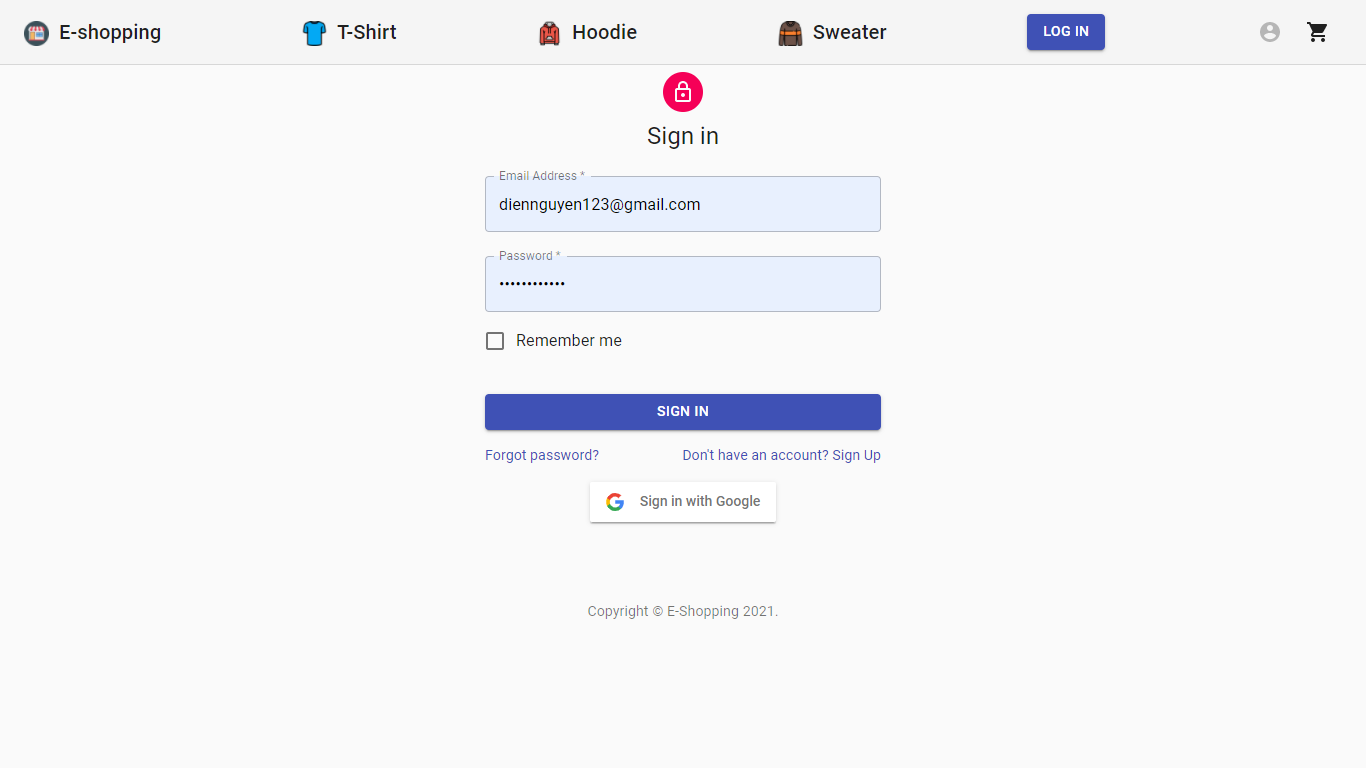 E-shopping
T-Shirt
Hoodie
Sweater
LOG IN
Sign in
Email Address *
diennguyen123@gmail.com
Password *
••••••••••••
Remember me
SIGN IN
Forgot password?
Don't have an account? Sign Up
Sign in with Google
Copyright © E-Shopping 2021.